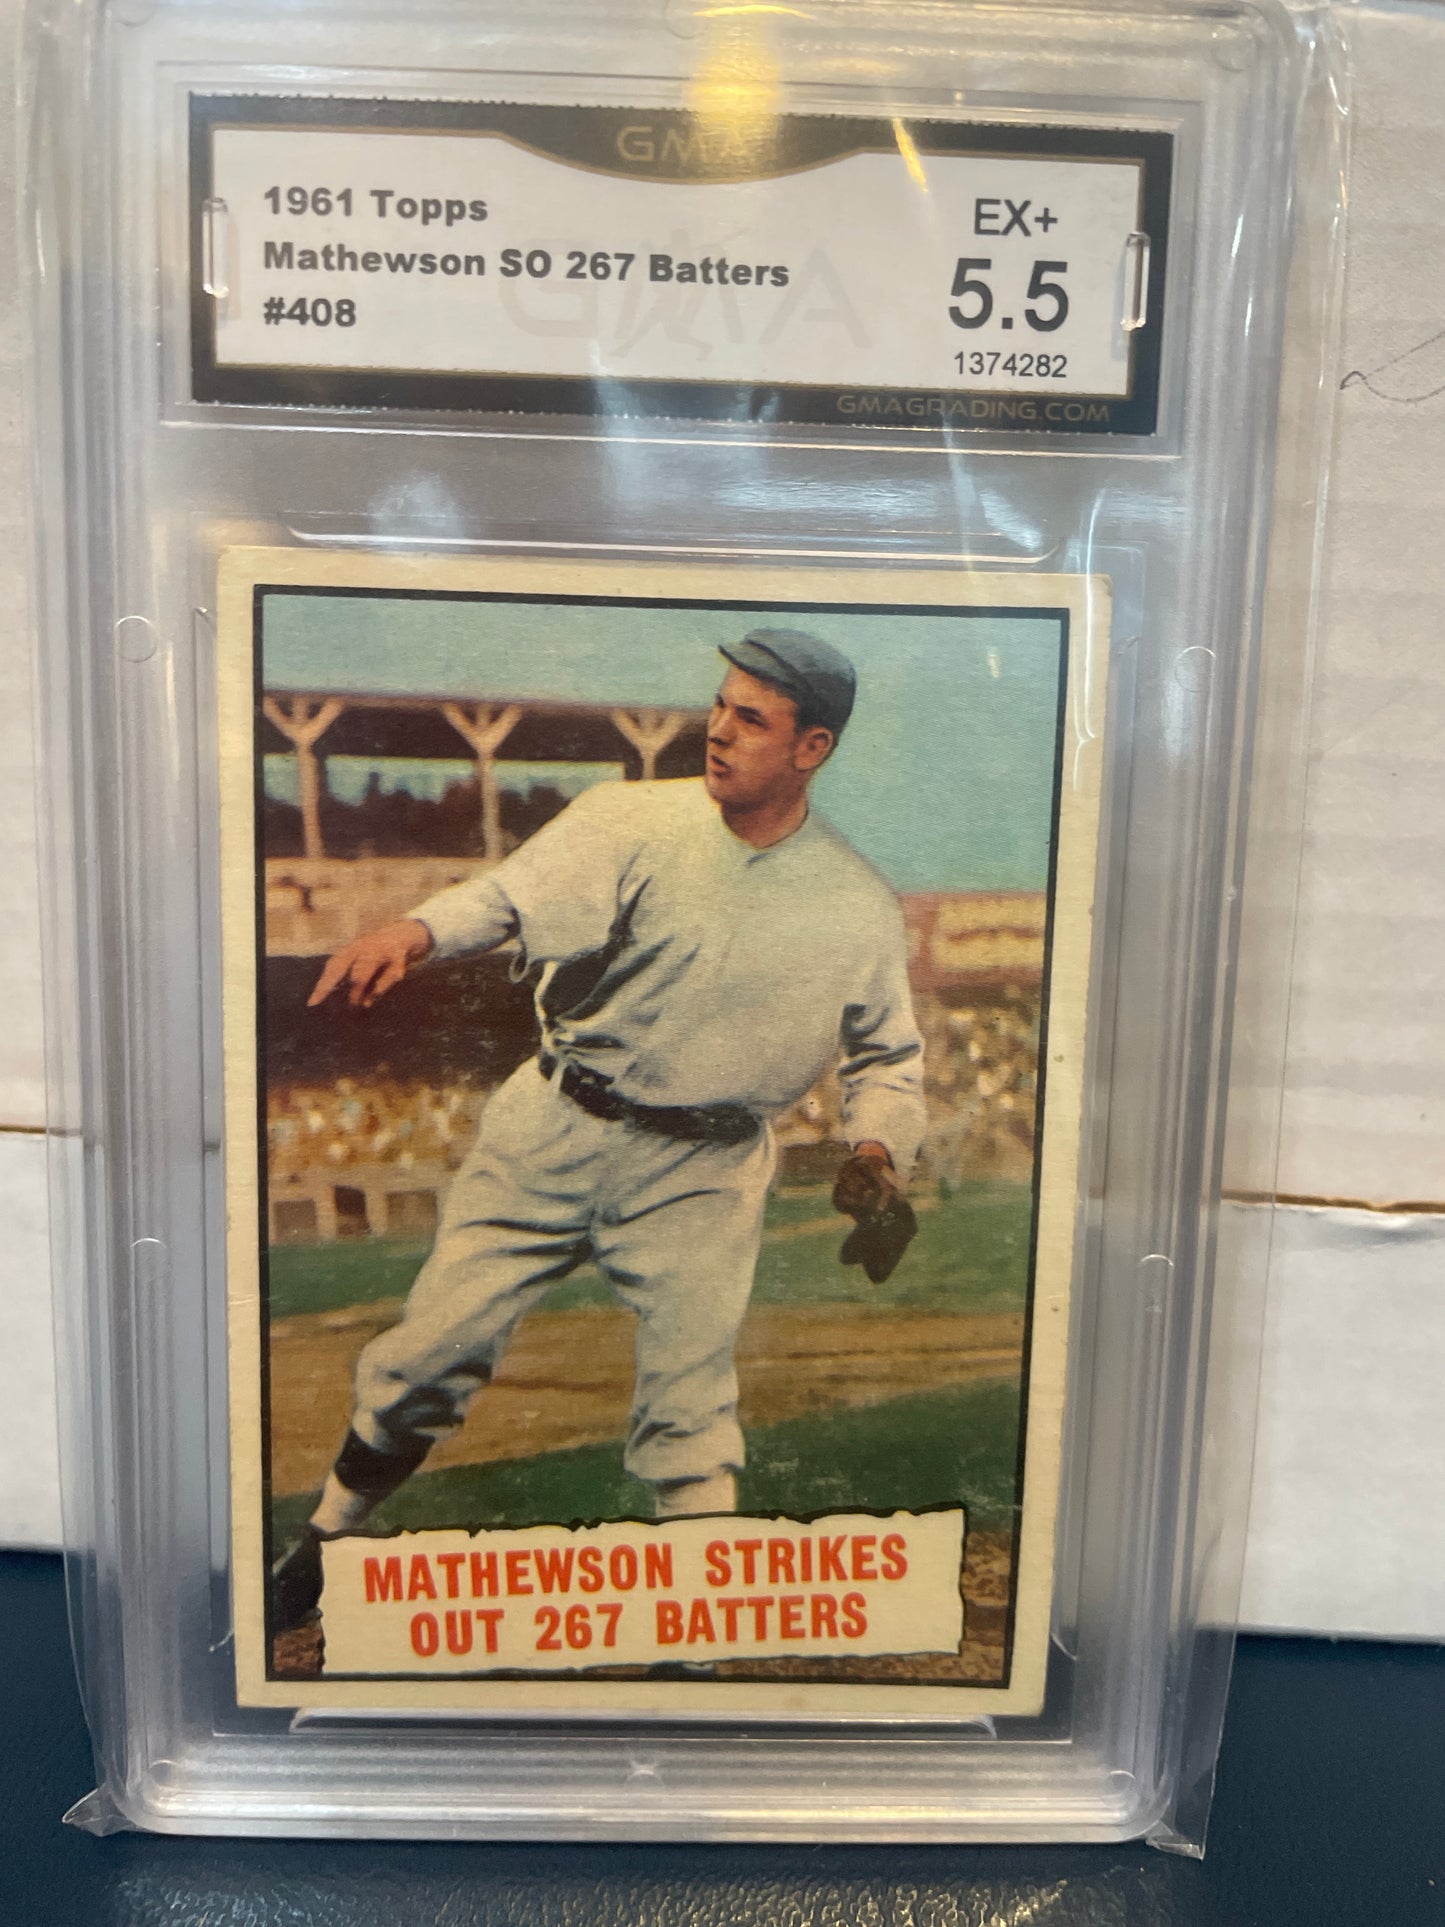 GMA
1961 Topps
Mathewson SO 267 Batters
#408
EX+
5.5
1374282
GMAGRADING.COM
MATHEWSON STRIKES
OUT 267 BATTERS